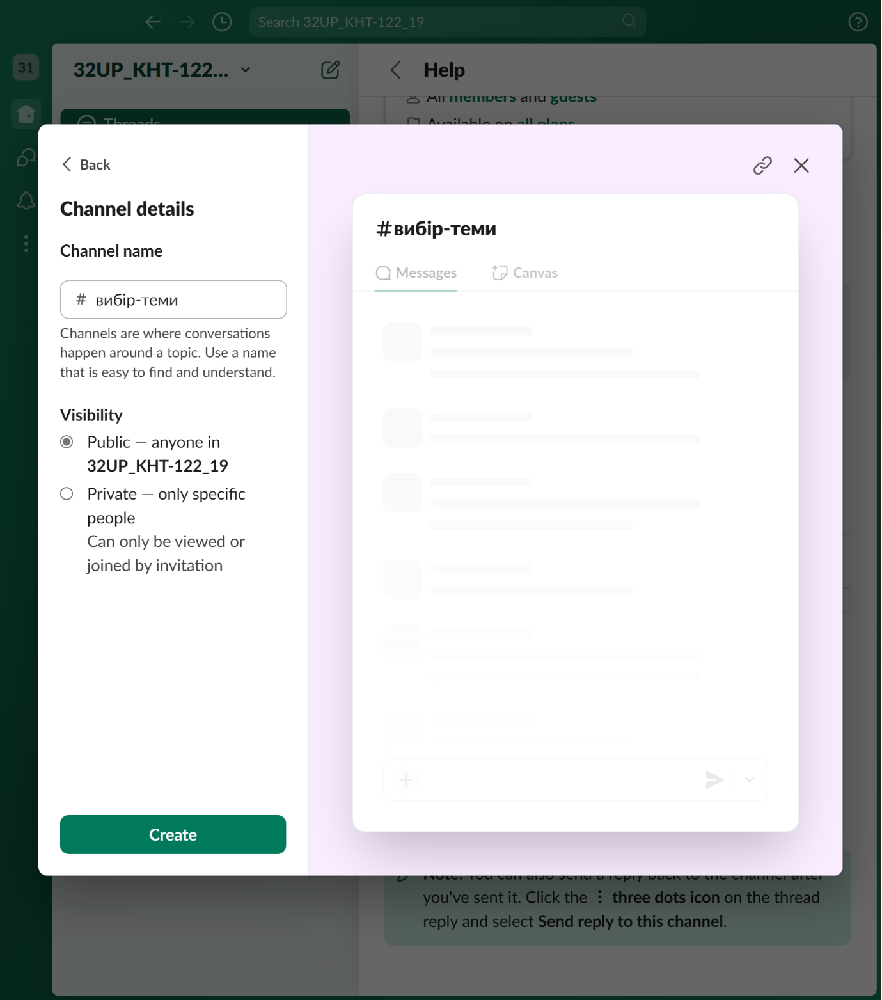 Search 32UP_KHT-122_19
31
32UP_KHT-122...
Help
All members and guests
Threads
Available on all plans
Back
Channel details
Channel name
# вибір-теми
Channels are where conversations
happen around a topic. Use a name
that is easy to find and understand.
Visibility
Public — anyone in
32UP_KHT-122_19
Private — only specific
people
Can only be viewed or
joined by invitation
Create
#вибір-теми
Messages
Canvas
Note: You can also send a reply back to the channel after
you've sent it. Click the ⋮ three dots icon on the thread
reply and select Send reply to this channel.